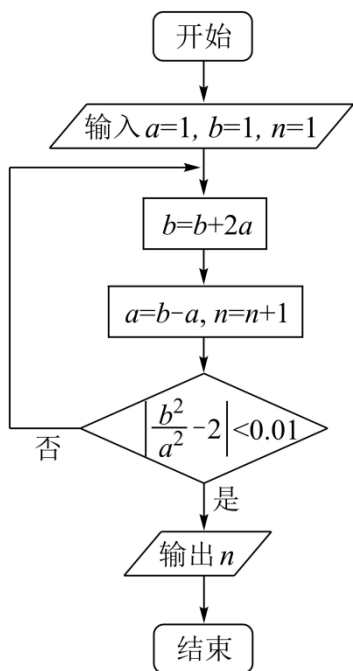 开始
输入 a=1, b=1, n=1
b=b+2a
a=b-a, n=n+1
|b²/a² -2|<0.01
否
是
输出 n
结束